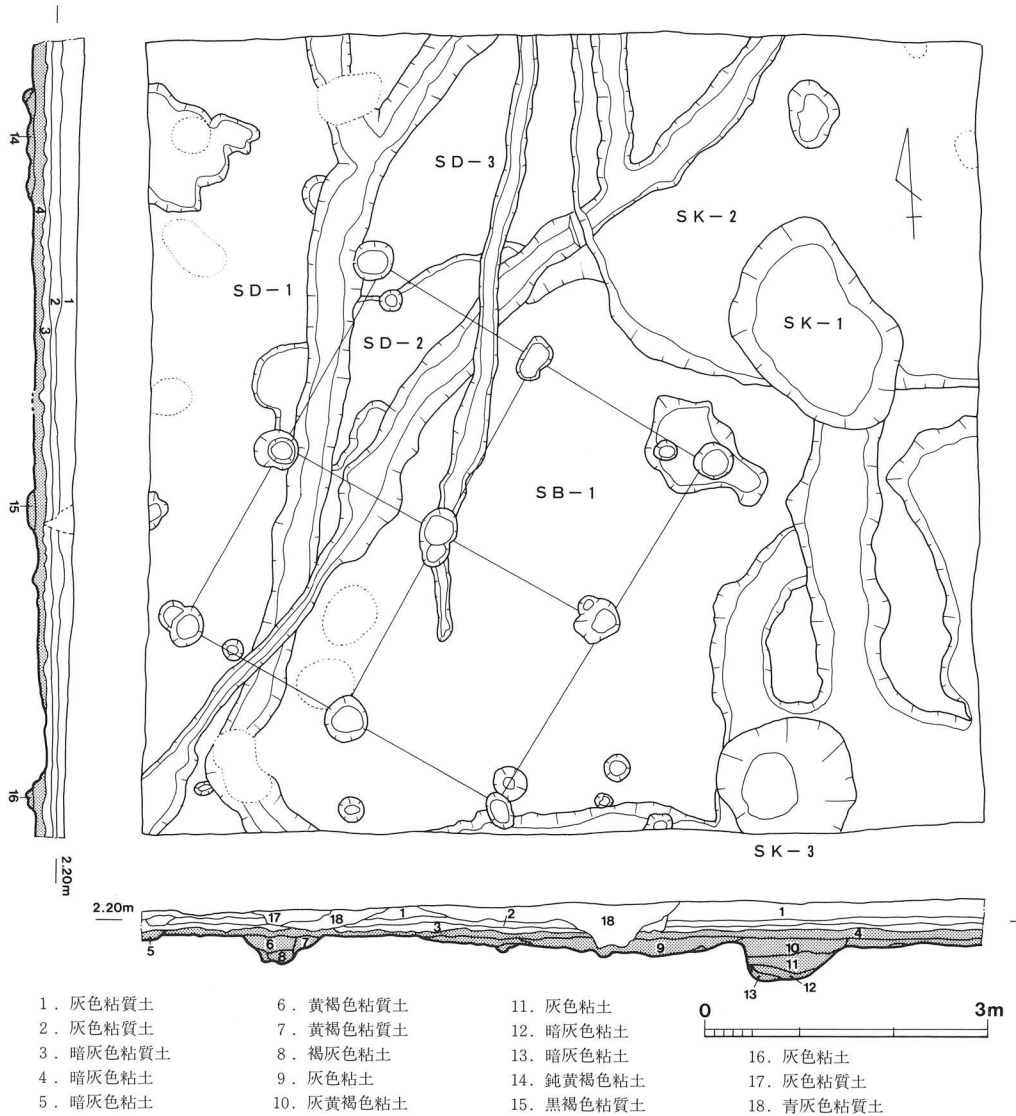 SD-3
SK-2
SD-1
SK-1
SD-2
SB-1
SK-3
14
4
1
2
3
15
16
2.20m
2.20m
17
18
1
2
18
1
3
4
5
6
7
8
9
10
11
12
13
0
3m
1. 灰色粘質土
2. 灰色粘質土
3. 暗灰色粘質土
4. 暗灰色粘土
5. 暗灰色粘土
6. 黄褐色粘質土
7. 黄褐色粘質土
8. 褐灰色粘土
9. 灰色粘土
10. 灰黄褐色粘土
11. 灰色粘土
12. 暗灰色粘土
13. 暗灰色粘土
14. 鈍黄褐色粘土
15. 黒褐色粘質土
16. 灰色粘土
17. 灰色粘質土
18. 青灰色粘質土